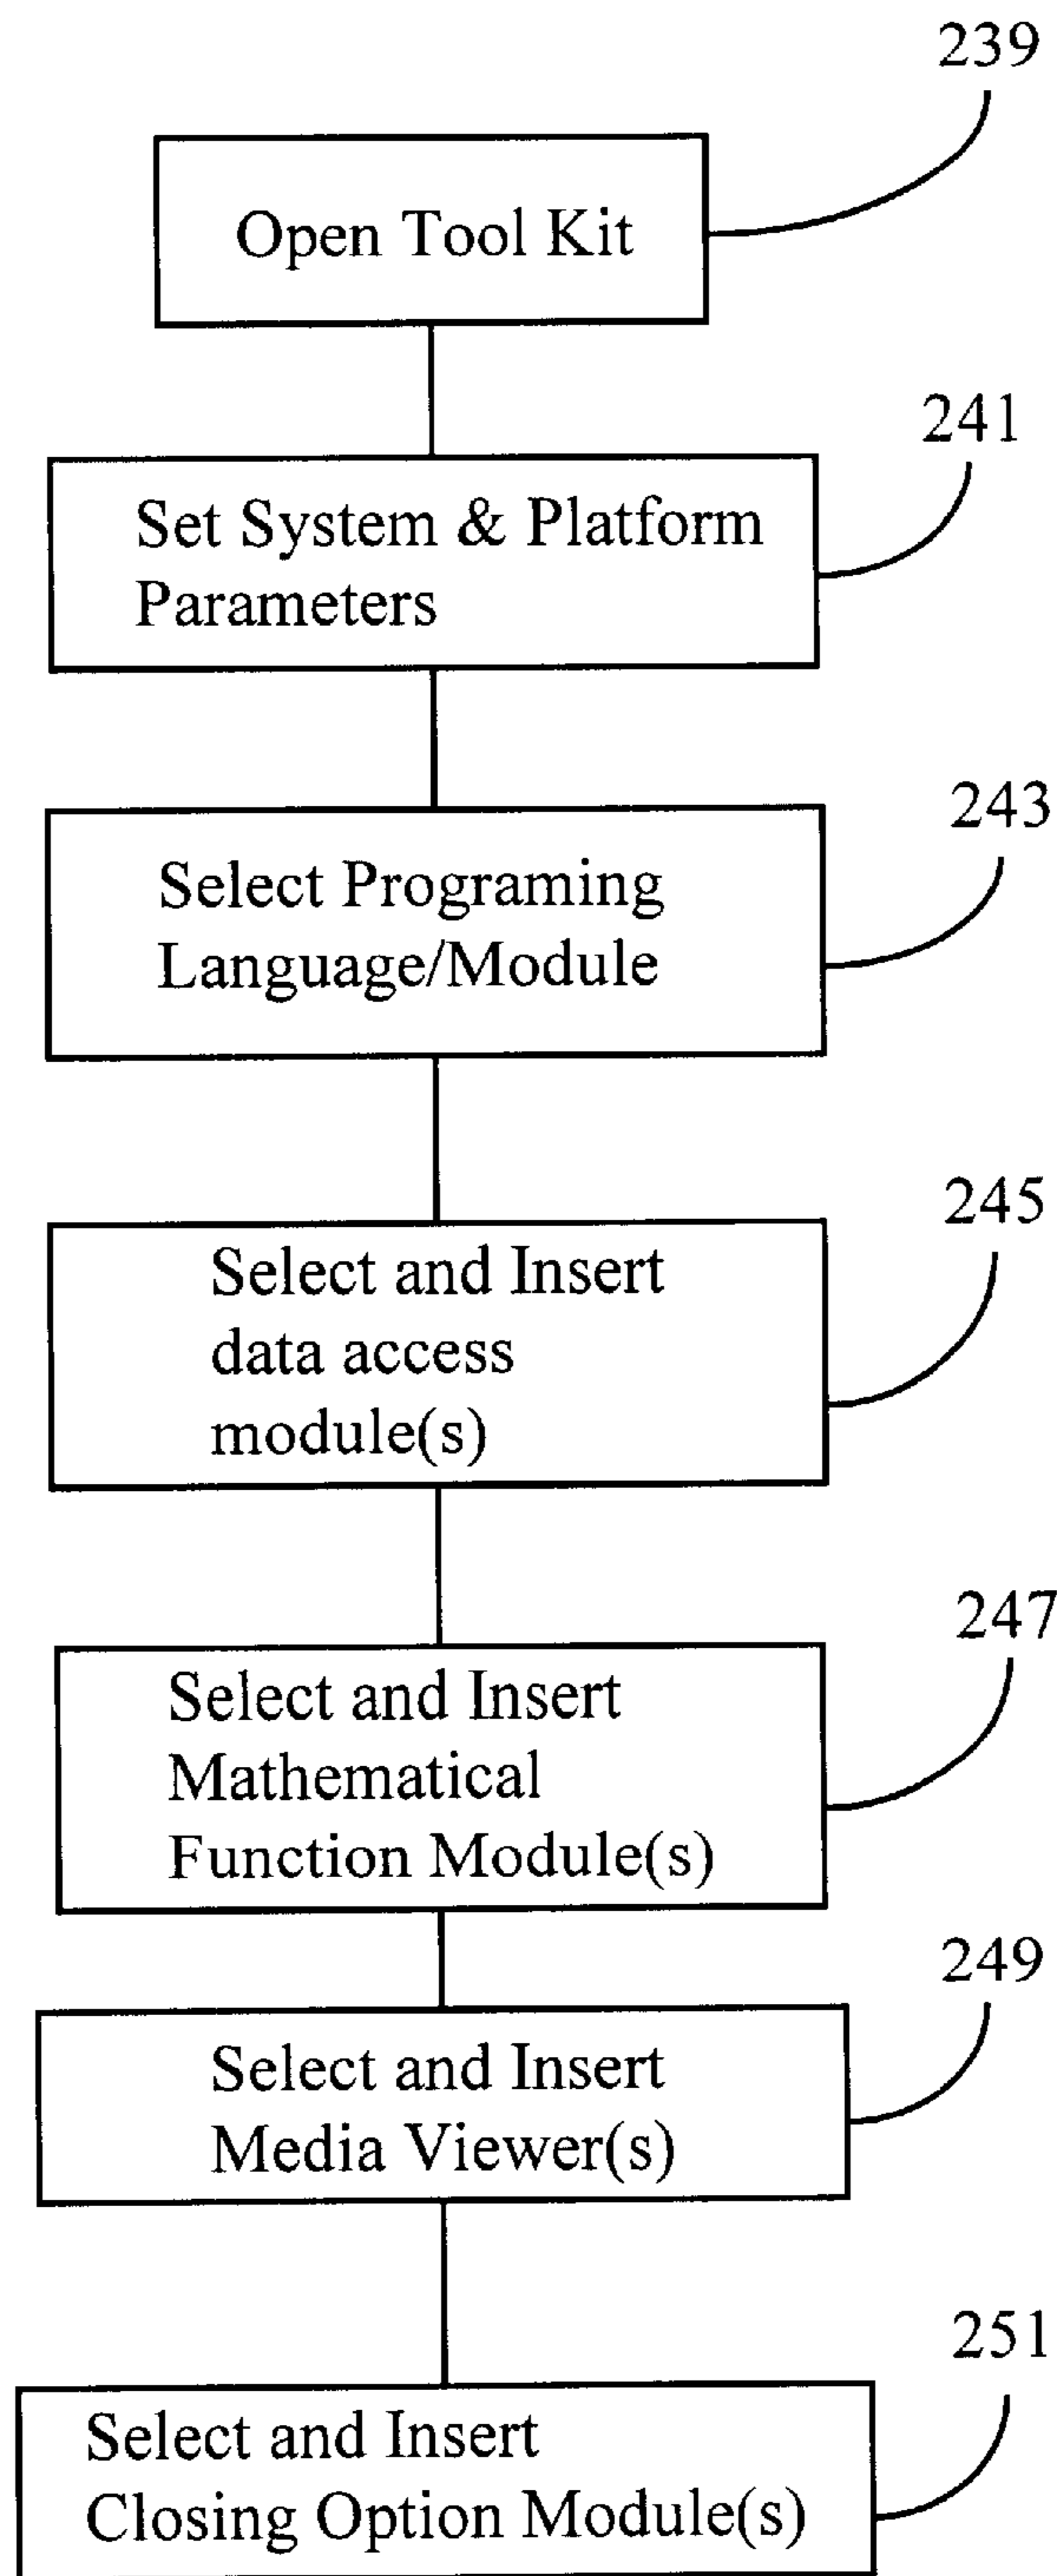 239
Open Tool Kit
241
Set System & Platform
Parameters
243
Select Programing
Language/Module
245
Select and Insert
data access
module(s)
247
Select and Insert
Mathematical
Function Module(s)
249
Select and Insert
Media Viewer(s)
251
Select and Insert
Closing Option Module(s)